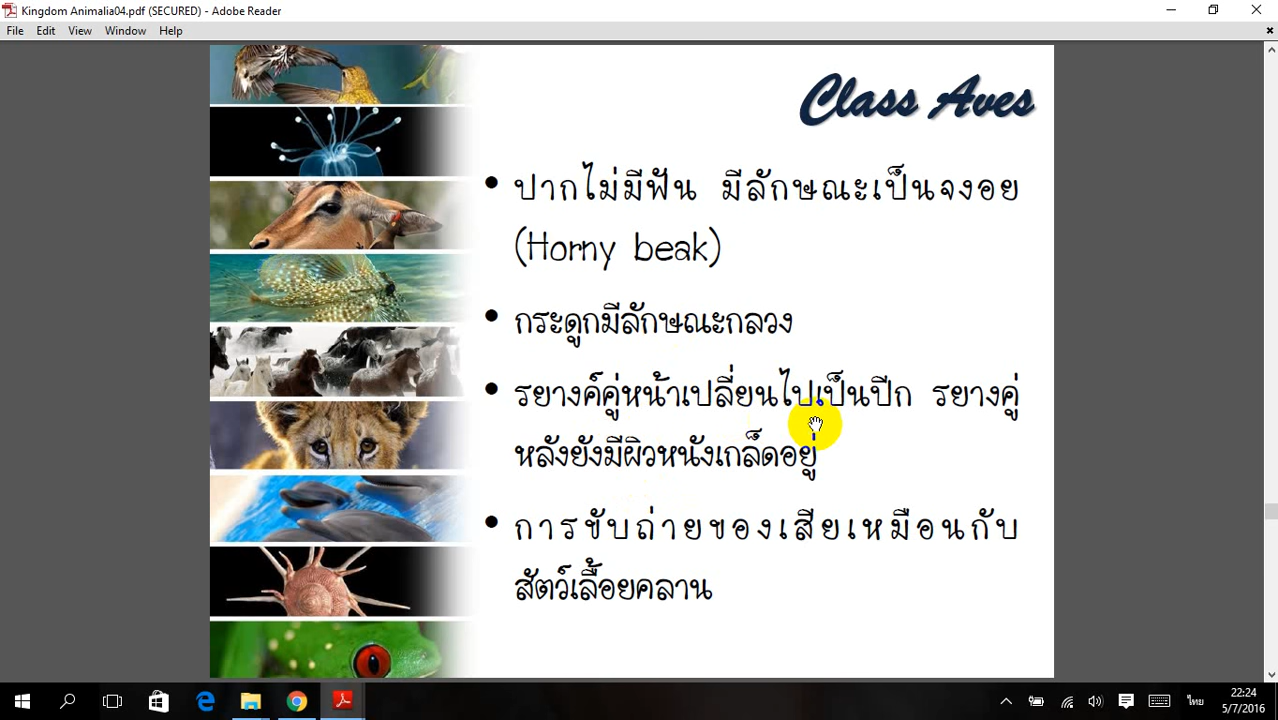 Kingdom Animalia04.pdf (SECURED) - Adobe Reader
File Edit View Window Help
Class Aves
• ปากไม่มีฟัน มีลักษณะเป็นจงอย
(Horny beak)
• กระดูกมีลักษณะกลวง
• รยางค์คู่หน้าเปลี่ยนไปเป็นปีก รยางคู่
หลังยังมีผิวหนังเกล็ดอยู่
• การขับถ่ายของเสียเหมือนกับ
สัตว์เลื้อยคลาน
ไทย
22:24
5/7/2016